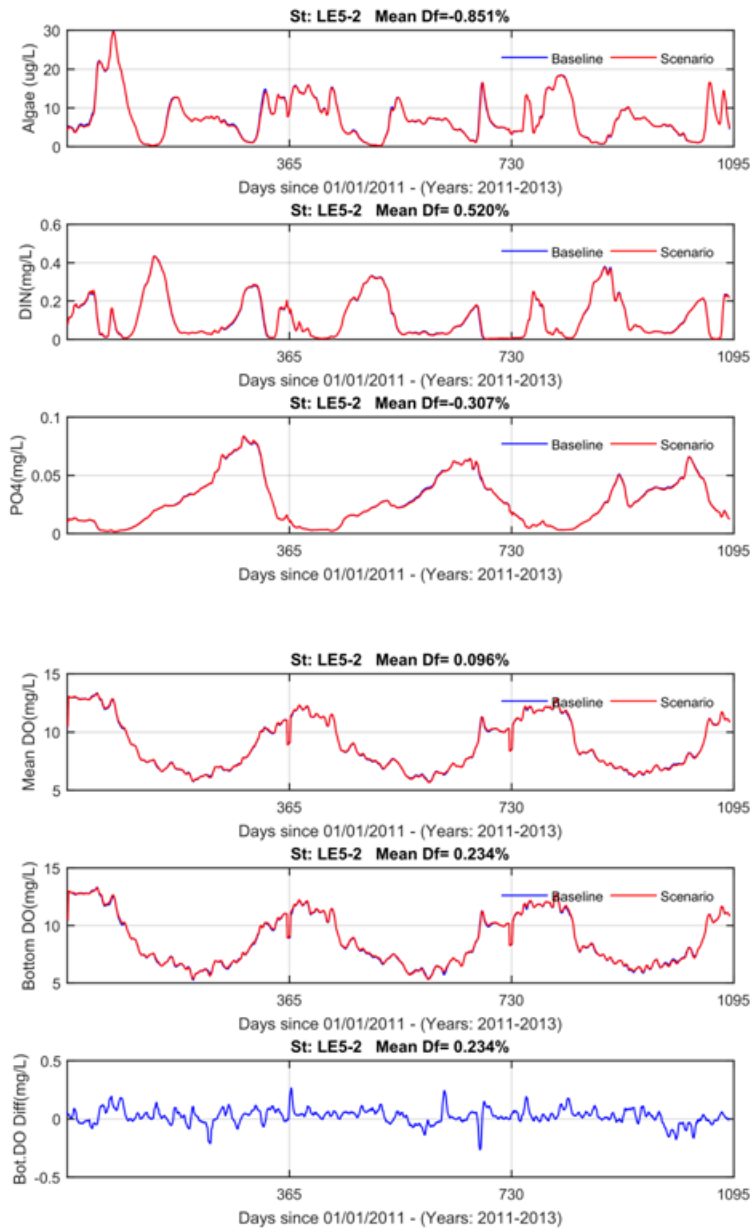 St: LE5-2 Mean Df=-0.851%
30
20
10
0
Algae (ug/L)
Baseline
Scenario
365
730
1095
Days since 01/01/2011 - (Years: 2011-2013)
St: LE5-2 Mean Df= 0.520%
0.6
0.4
0.2
0
DIN(mg/L)
Baseline
Scenario
365
730
1095
Days since 01/01/2011 - (Years: 2011-2013)
St: LE5-2 Mean Df=-0.307%
0.1
0.05
0
PO4(mg/L)
Baseline
Scenario
365
730
1095
Days since 01/01/2011 - (Years: 2011-2013)
St: LE5-2 Mean Df= 0.096%
15
10
5
Mean DO(mg/L)
Baseline
Scenario
365
730
1095
Days since 01/01/2011 - (Years: 2011-2013)
St: LE5-2 Mean Df= 0.234%
15
10
5
Bottom DO(mg/L)
Baseline
Scenario
365
730
1095
Days since 01/01/2011 - (Years: 2011-2013)
St: LE5-2 Mean Df= 0.234%
0.5
0
-0.5
Bot.DO Diff(mg/L)
365
730
1095
Days since 01/01/2011 - (Years: 2011-2013)